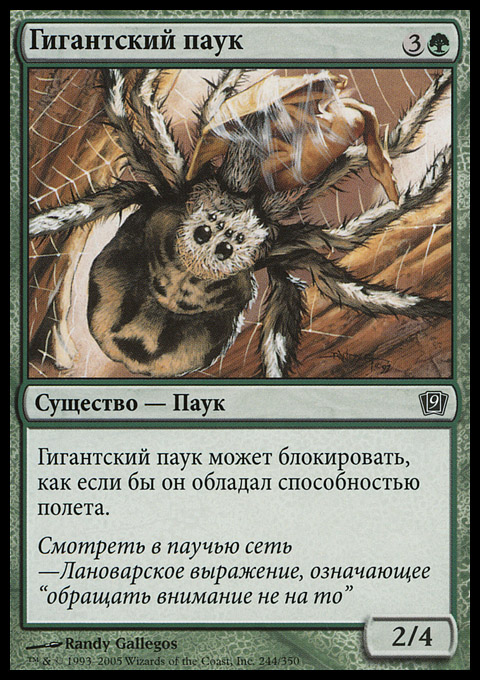 Гигантский паук
3
Существо — Паук
9
Гигантский паук может блокировать,
как если бы он обладал способностью
полета.
Смотреть в паучью сеть
—Лановарское выражение, означающее
“обращать внимание не на то”
2/4
Randy Gallegos
™ & © 1993–2005 Wizards of the Coast, Inc. 244/350